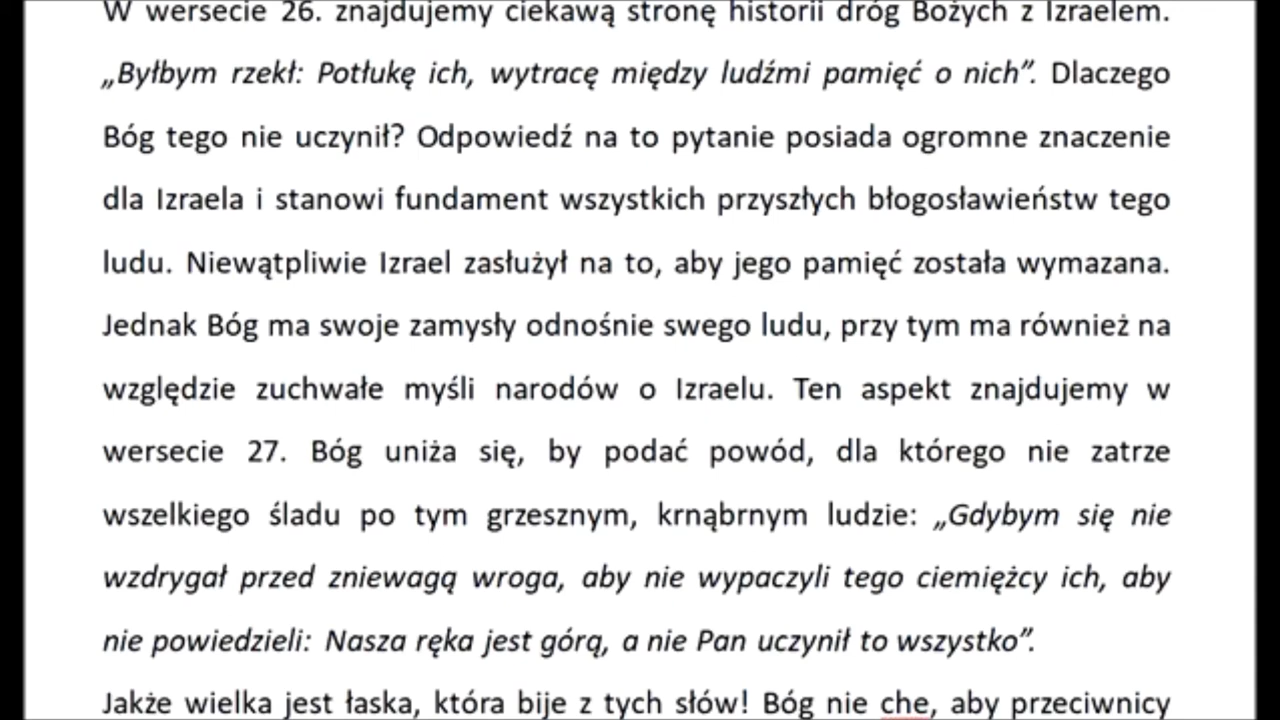 W wersecie 26. znajdujemy ciekawą stronę historii dróg Bożych z Izraelem.
„Byłbym rzekł: Potłukę ich, wytracę między ludźmi pamięć o nich”. Dlaczego
Bóg tego nie uczynił? Odpowiedź na to pytanie posiada ogromne znaczenie
dla Izraela i stanowi fundament wszystkich przyszłych błogosławieństw tego
ludu. Niewątpliwie Izrael zasłużył na to, aby jego pamięć została wymazana.
Jednak Bóg ma swoje zamysły odnośnie swego ludu, przy tym ma również na
względzie zuchwałe myśli narodów o Izraelu. Ten aspekt znajdujemy w
wersecie 27. Bóg uniża się, by podać powód, dla którego nie zatrze
wszelkiego śladu po tym grzesznym, krnąbrnym ludzie: „Gdybym się nie
wzdrygał przed zniewagą wroga, aby nie wypaczyli tego ciemiężcy ich, aby
nie powiedzieli: Nasza ręka jest górą, a nie Pan uczynił to wszystko”.
Jakże wielka jest łaska, która bije z tych słów! Bóg nie che, aby przeciwnicy